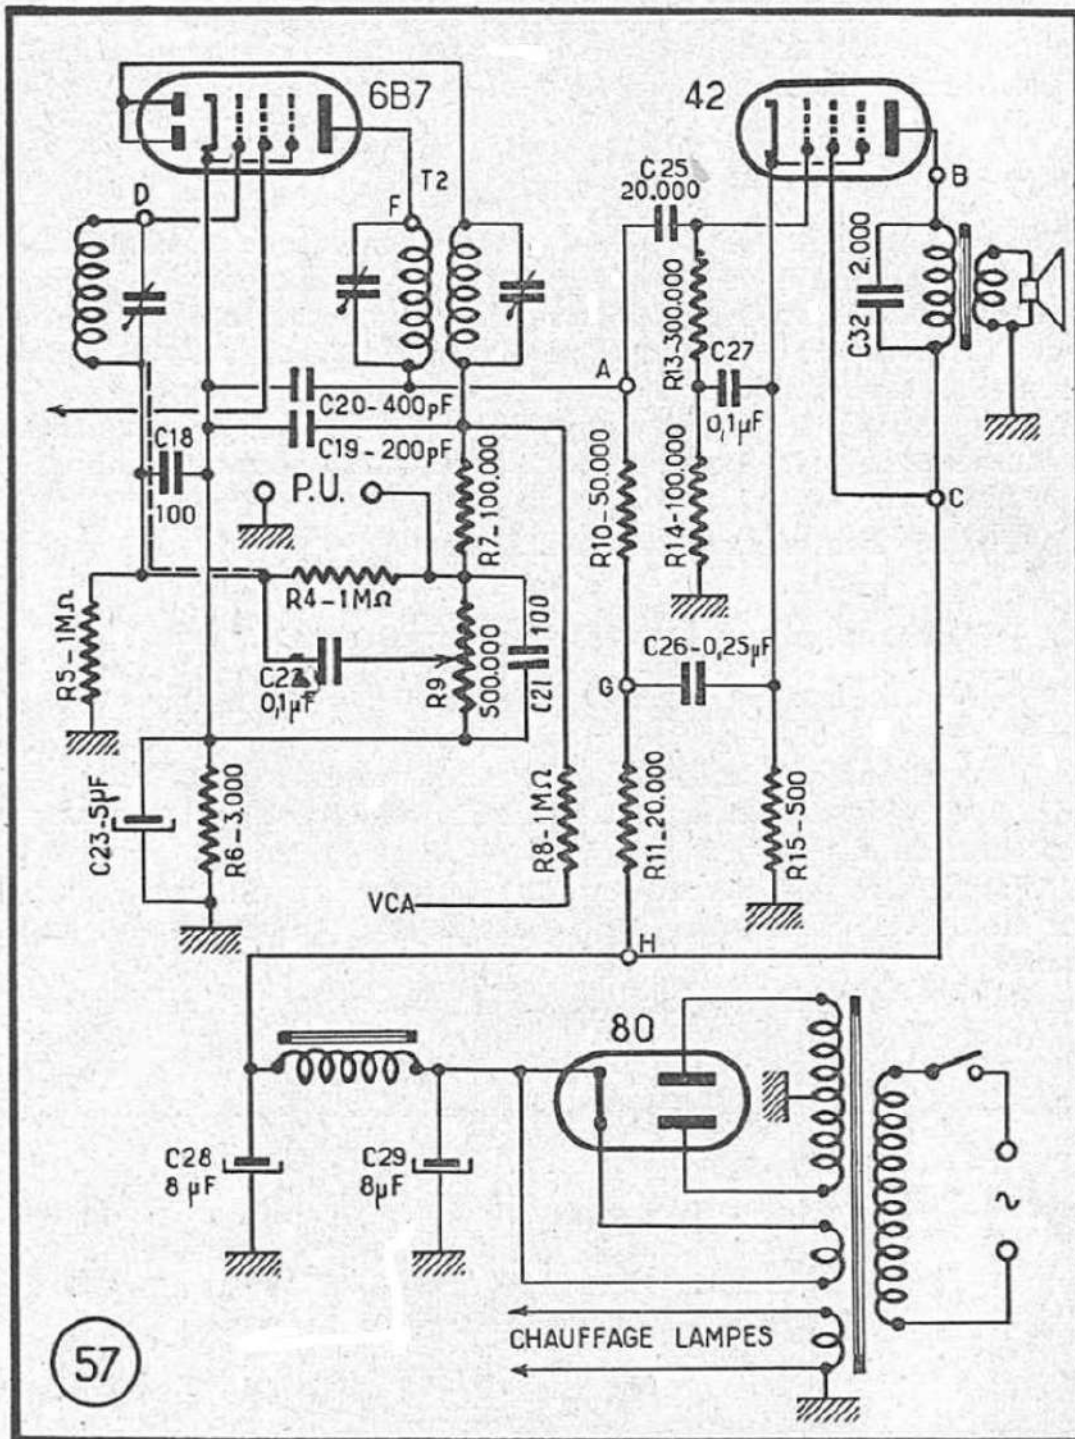 6B7
42
D
T2
F
C25
20.000
B
2.000
C32
R13-300.000
C27
A
C20-400pF
0,1µF
C18
C19-200pF
100
P.U.
R7-100.000
R10-50.000
R14-100.000
C
R4-1MΩ
R5-1MΩ
C22
0,1µF
R9
500.000
C21
100
C26-0,25µF
G
C23-5µF
R6-3.000
R8-1MΩ
R11-20.000
R15-500
VCA
H
80
C28
8µF
C29
8µF
~
CHAUFFAGE LAMPES
57